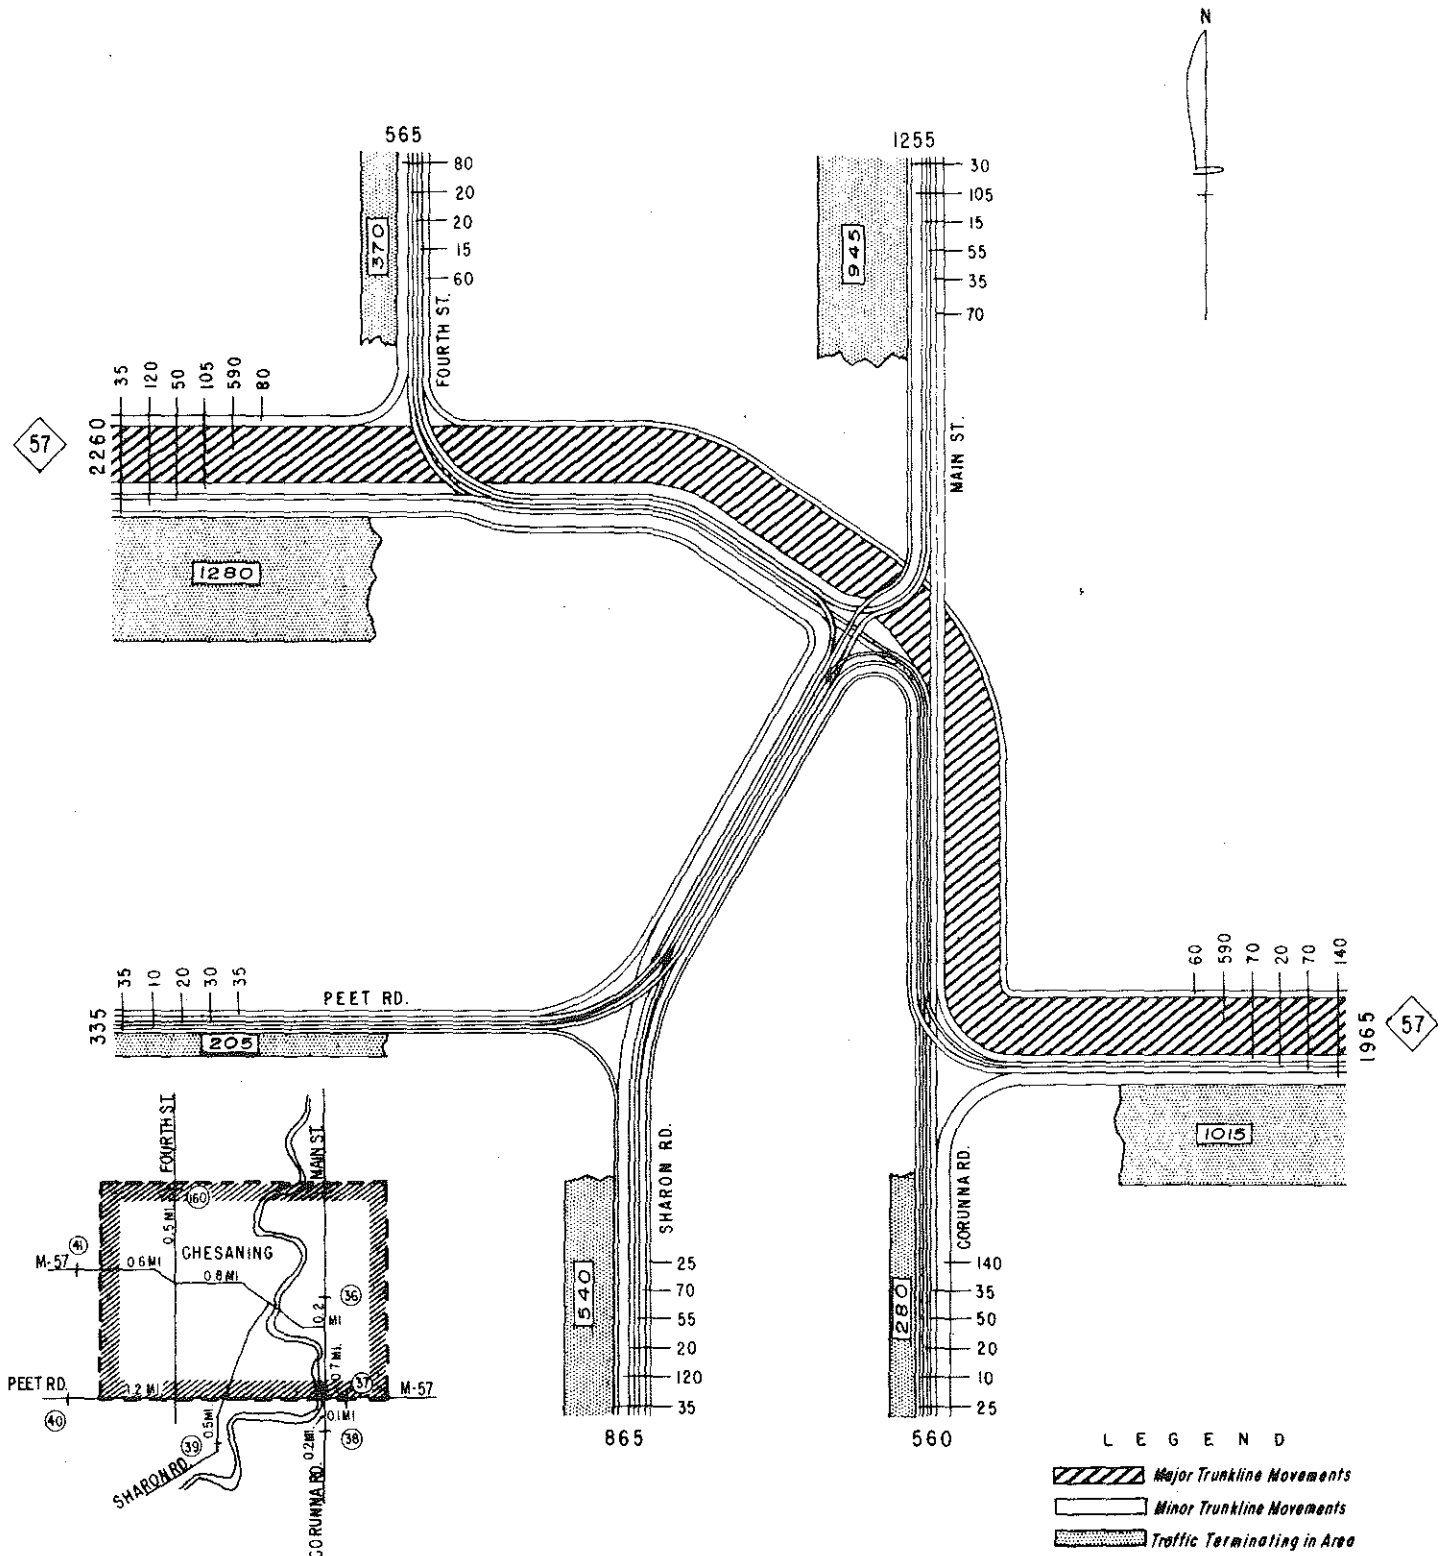 N
565
80
20
20
15
60
370
FOURTH ST.
1255
30
105
15
55
35
70
945
MAIN ST.
35
120
50
105
590
80
57
2260
1280
60
590
70
20
70
140
57
1965
1015
35
10
20
30
35
335
PEET RD.
205
SHARON RD.
25
70
55
20
120
35
540
865
CORUNNA RD.
140
35
50
20
10
25
280
560
FOURTH ST.
MAIN ST.
160
0.5 MI
CHESANING
41
M-57
0.6 MI
0.8 MI
36
0.2 MI
0.7 MI.
37
M-57
PEET RD.
1.2 MI
40
0.5 MI
39
0.1 MI
0.2 MI.
38
SHARON RD.
CORUNNA RD.
LEGEND
Major Trunkline Movements
Minor Trunkline Movements
Traffic Terminating in Area